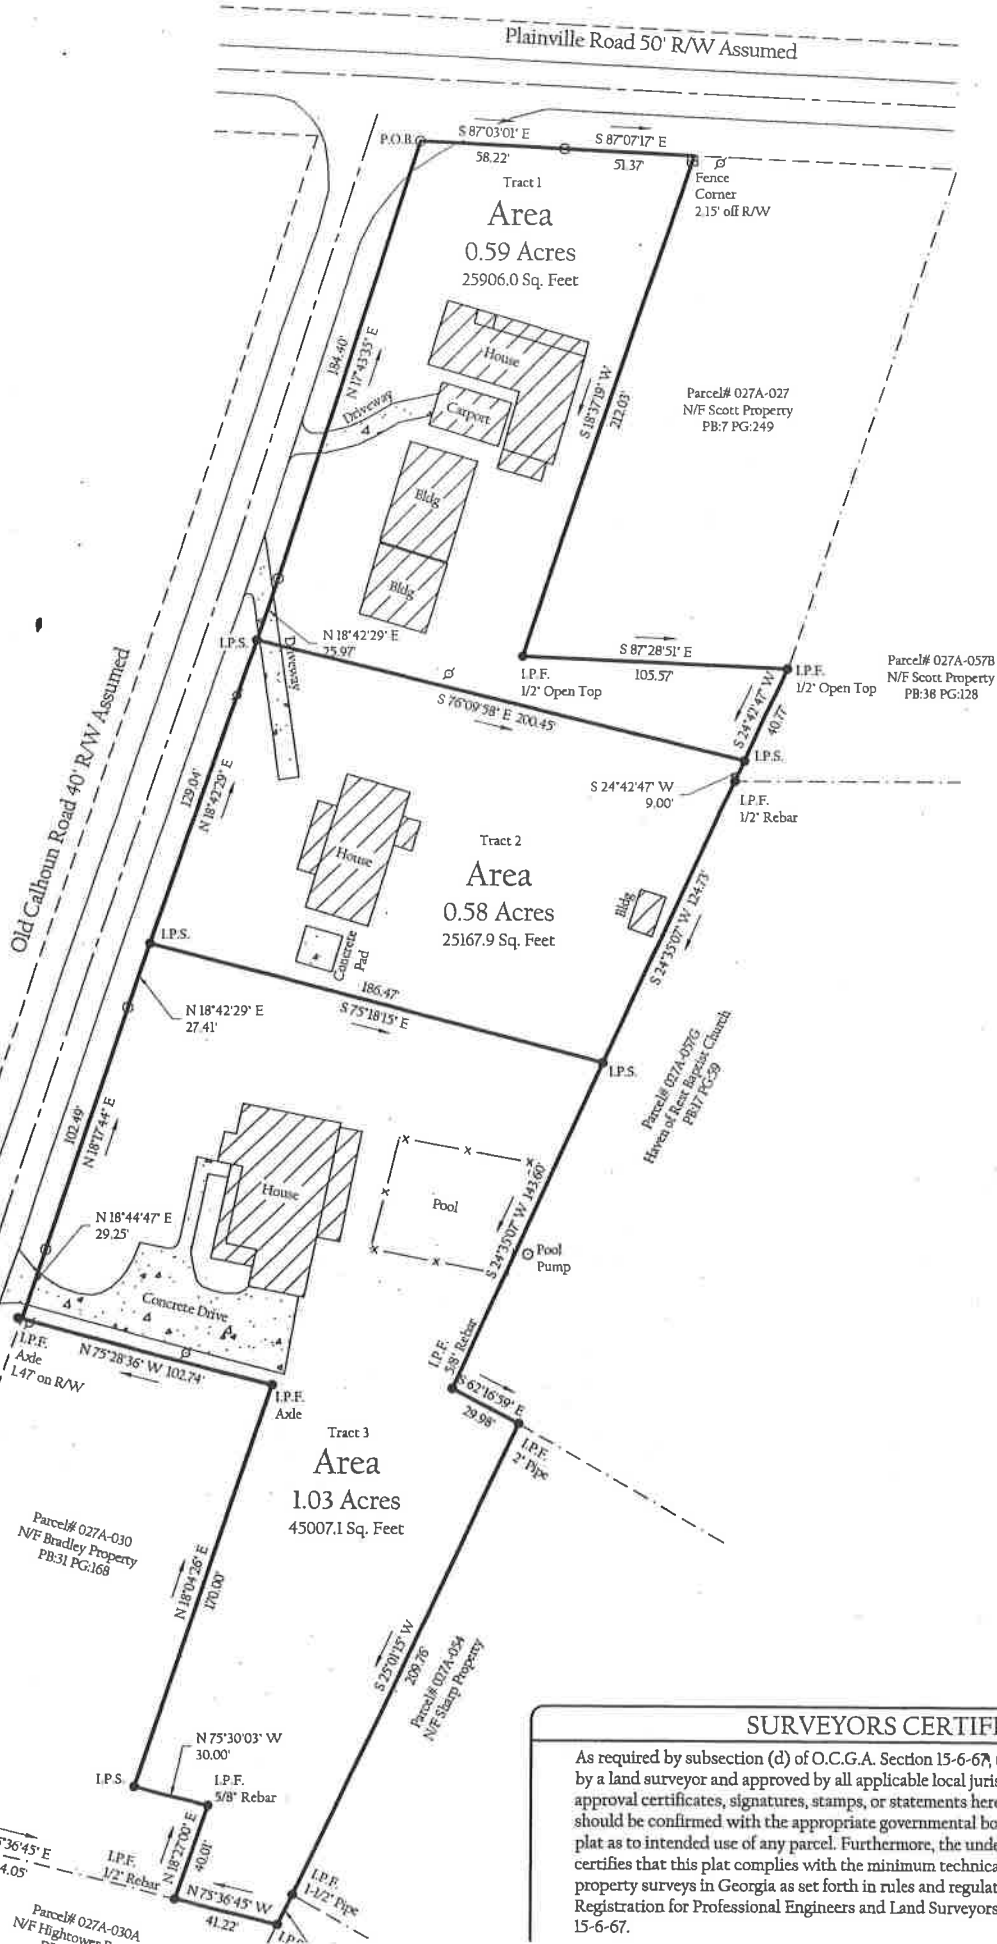 Plainville Road 50' R/W Assumed
P.O.B.
S 87°03'01" E
58.22'
S 87°07'17" E
51.37'
Fence
Corner
2.15' off R/W
Tract 1
Area
0.59 Acres
25906.0 Sq. Feet
184.40'
N 17°43'35" E
House
Driveway
Carport
S 18°37'19" W
212.03'
Parcel# 027A-027
N/F Scott Property
PB:7 PG:249
Bldg
Bldg
I.P.S.
N 18°42'29" E
25.97'
Driveway
S 87°28'51" E
105.57'
I.P.F.
1/2" Open Top
I.P.F.
1/2" Open Top
Parcel# 027A-057B
N/F Scott Property
PB:38 PG:128
S 76°09'58" E 200.45'
S 24°42'47" W
40.77'
I.P.S.
S 24°42'47" W
9.00'
I.P.F.
1/2" Rebar
Old Calhoun Road 40' R/W Assumed
129.04'
N 18°42'29" E
House
Tract 2
Area
0.58 Acres
25167.9 Sq. Feet
Bldg
S 24°35'07" W 124.73'
Concrete
Pad
I.P.S.
186.47'
S 75°18'15" E
N 18°42'29" E
27.41'
I.P.S.
Parcel# 027A-057G
Haven of Rest Baptist Church
PB:17 PG:59
102.49'
N 18°17'44" E
House
Pool
S 24°35'07" W 143.60'
Pool
Pump
N 18°44'47" E
29.25'
Concrete Drive
I.P.F.
Axle
1.47' on R/W
N 75°28'36" W 102.74'
I.P.F.
Axle
I.P.F.
5/8" Rebar
S 62°16'59" E
29.98'
I.P.F.
2" Pipe
Tract 3
Area
1.03 Acres
45007.1 Sq. Feet
Parcel# 027A-030
N/F Bradley Property
PB:31 PG:168
N 18°04'26" E
170.00'
S 25°01'15" W
209.76'
Parcel# 027A-054
N/F Sharp Property
N 75°30'03" W
30.00'
I.P.S.
I.P.F.
5/8" Rebar
N 18°27'00" E
40.01'
I.P.F.
1/2" Rebar
°36'45" E
4.05'
N 75°36'45" W
41.22'
I.P.F.
1-1/2" Pipe
I.P.F.
Parcel# 027A-030A
N/F Hightower
SURVEYORS CERTIFI
As required by subsection (d) of O.C.G.A. Section 15-6-67,
by a land surveyor and approved by all applicable local juris
approval certificates, signatures, stamps, or statements here
should be confirmed with the appropriate governmental bo
plat as to intended use of any parcel. Furthermore, the unde
certifies that this plat complies with the minimum technica
property surveys in Georgia as set forth in rules and regulat
Registration for Professional Engineers and Land Surveyors
15-6-67.